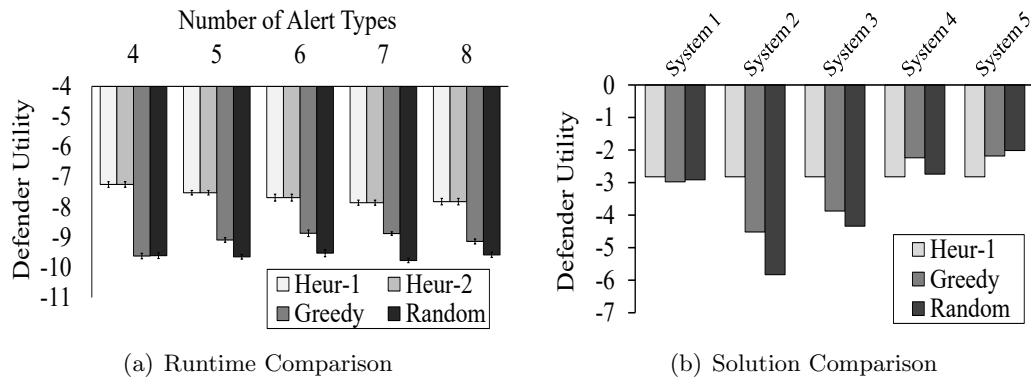 Number of Alert Types
4 5 6 7 8
Defender Utility
-4
-5
-6
-7
-8
-9
-10
-11
Heur-1 Heur-2
Greedy Random
(a) Runtime Comparison
System 1 System 2 System 3 System 4 System 5
Defender Utility
0
-1
-2
-3
-4
-5
-6
-7
Heur-1
Greedy
Random
(b) Solution Comparison